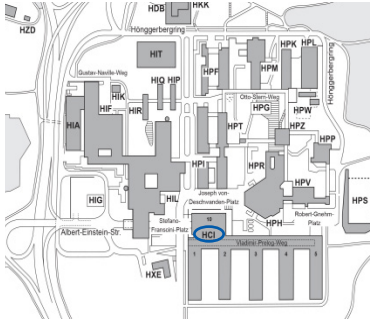 HKK
HDB
HZD
Hönggerbergring
HIT
HPK
HPL
Hönggerbergring
HPM
HPF
Gustav-Naville-Weg
HIQ
HIP
HIK
Otto-Stern-Weg
HPG
HPW
HIF
HIR
HIA
HPT
HPZ
HPP
HPI
HPR
HPV
HIG
HIL
Joseph von-
Deschwanden-Platz
HPS
Stefano-
Franscini-Platz
Robert-Gnehm-
Platz
Albert-Einstein-Str.
HCI
HPH
Vladimir Prelog-Weg
1
2
3
4
5
HXE